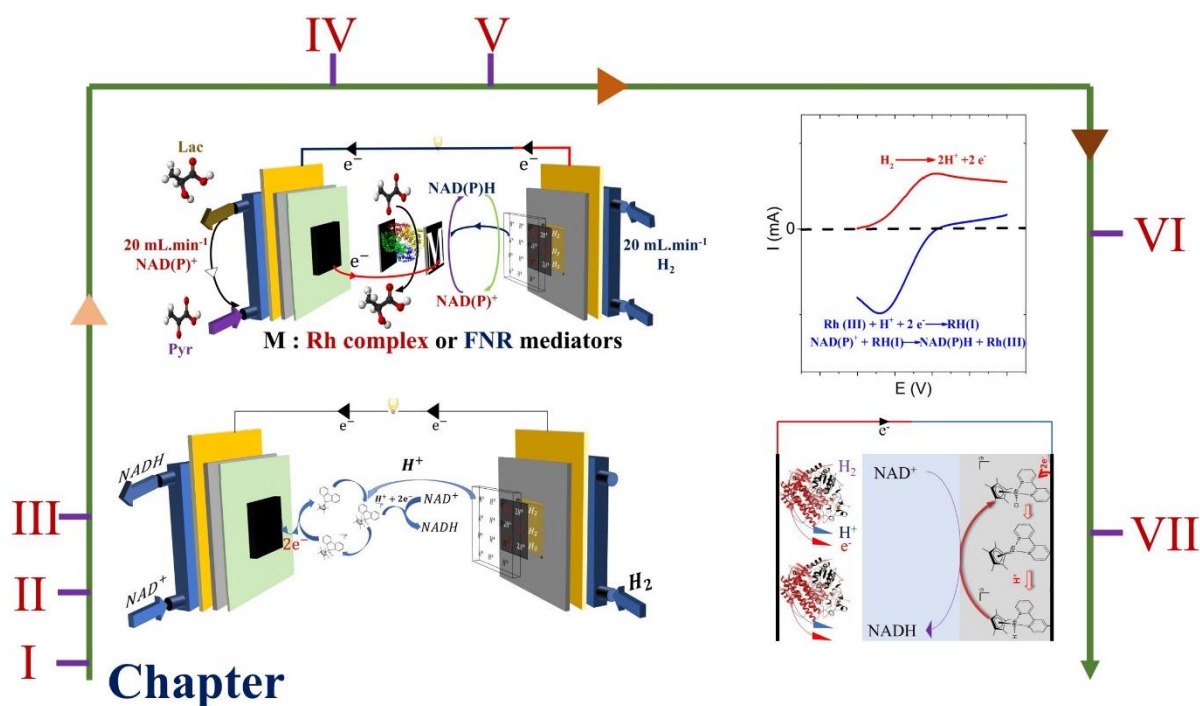 IV
V
Lac
e⁻
e⁻
NAD(P)H
20 mL.min⁻¹
NAD(P)⁺
e⁻
M
20 mL.min⁻¹
H₂
NAD(P)⁺
Pyr
M : Rh complex or FNR mediators
H₂ → 2H⁺ +2 e⁻
I (mA)
0
Rh (III) + H⁺ + 2 e⁻ → RH(I)
NAD(P)⁺ + RH(I) → NAD(P)H + Rh(III)
E (V)
VI
e⁻
e⁻
NADH
H⁺
H⁺ + 2e⁻
NAD⁺
NADH
2e⁻
NAD⁺
H₂
e⁻
H₂
H⁺
e⁻
NAD⁺
NADH
2e⁻
H⁺
III
II
I
VII
Chapter